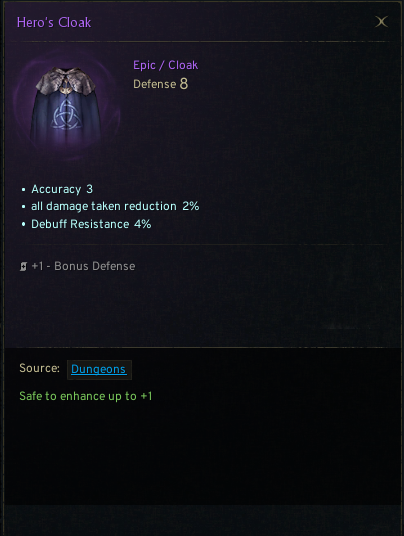 Hero's Cloak
Epic / Cloak
Defense 8
• Accuracy 3
• all damage taken reduction 2%
• Debuff Resistance 4%
+1 - Bonus Defense
Source: Dungeons
Safe to enhance up to +1